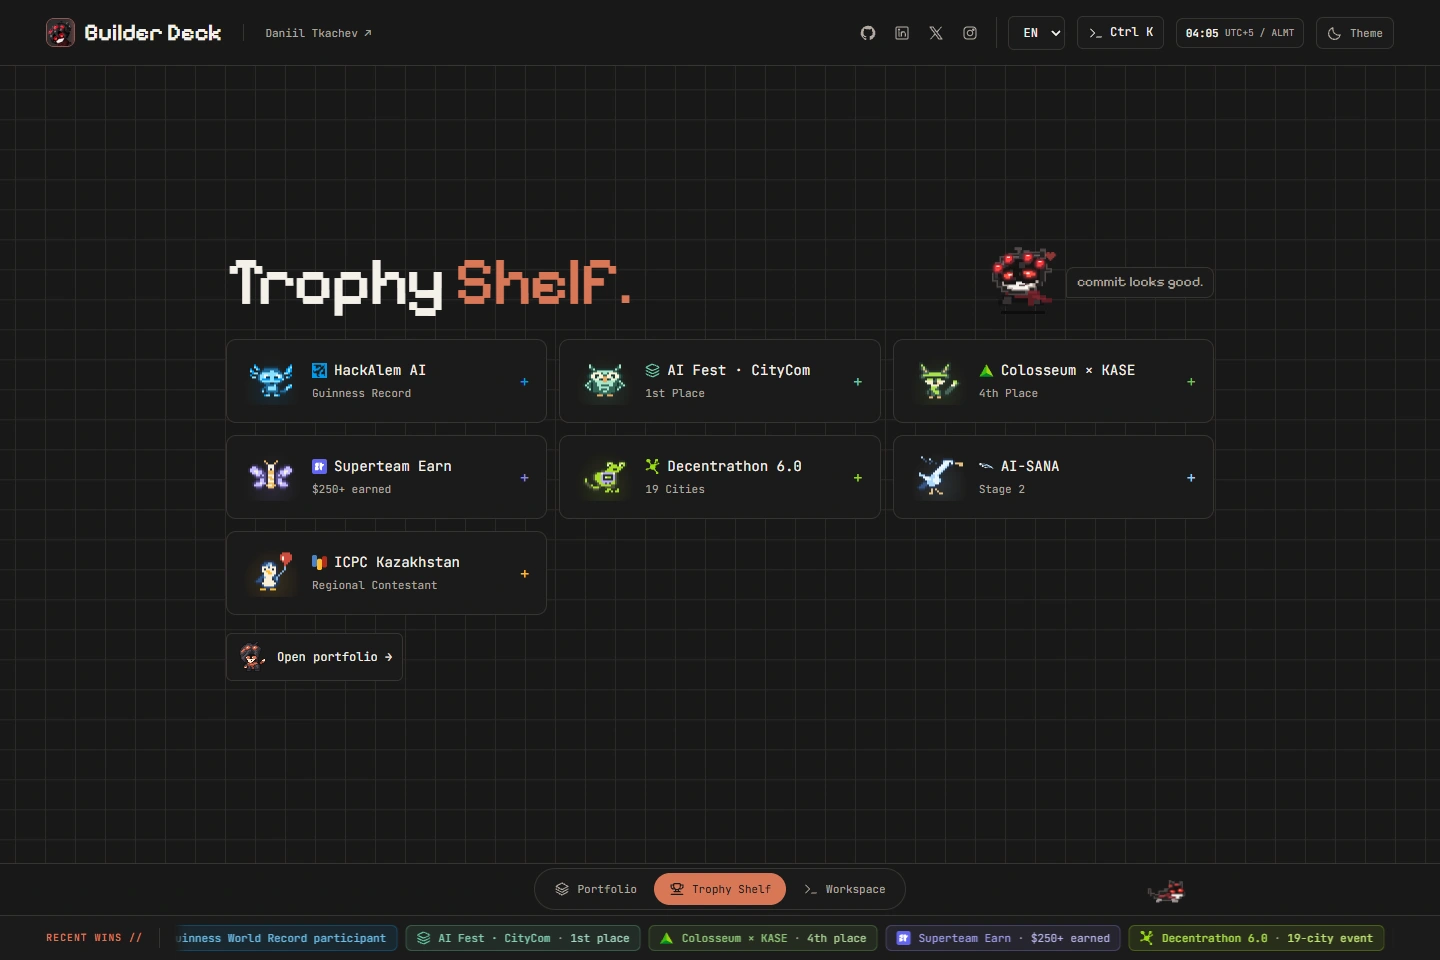 Builder Deck
Daniil Tkachev ↗
EN
>_ Ctrl K
04:05 UTC+5 / ALMT
Theme
Trophy Shelf.
commit looks good.
HackAlem AI
Guinness Record
+
AI Fest · CityCom
1st Place
+
Colosseum × KASE
4th Place
+
Superteam Earn
$250+ earned
+
Decentrathon 6.0
19 Cities
+
AI-SANA
Stage 2
+
ICPC Kazakhstan
Regional Contestant
+
Open portfolio →
Portfolio
Trophy Shelf
>_ Workspace
RECENT WINS //
uinness World Record participant
AI Fest · CityCom · 1st place
Colosseum × KASE · 4th place
Superteam Earn · $250+ earned
Decentrathon 6.0 · 19-city event